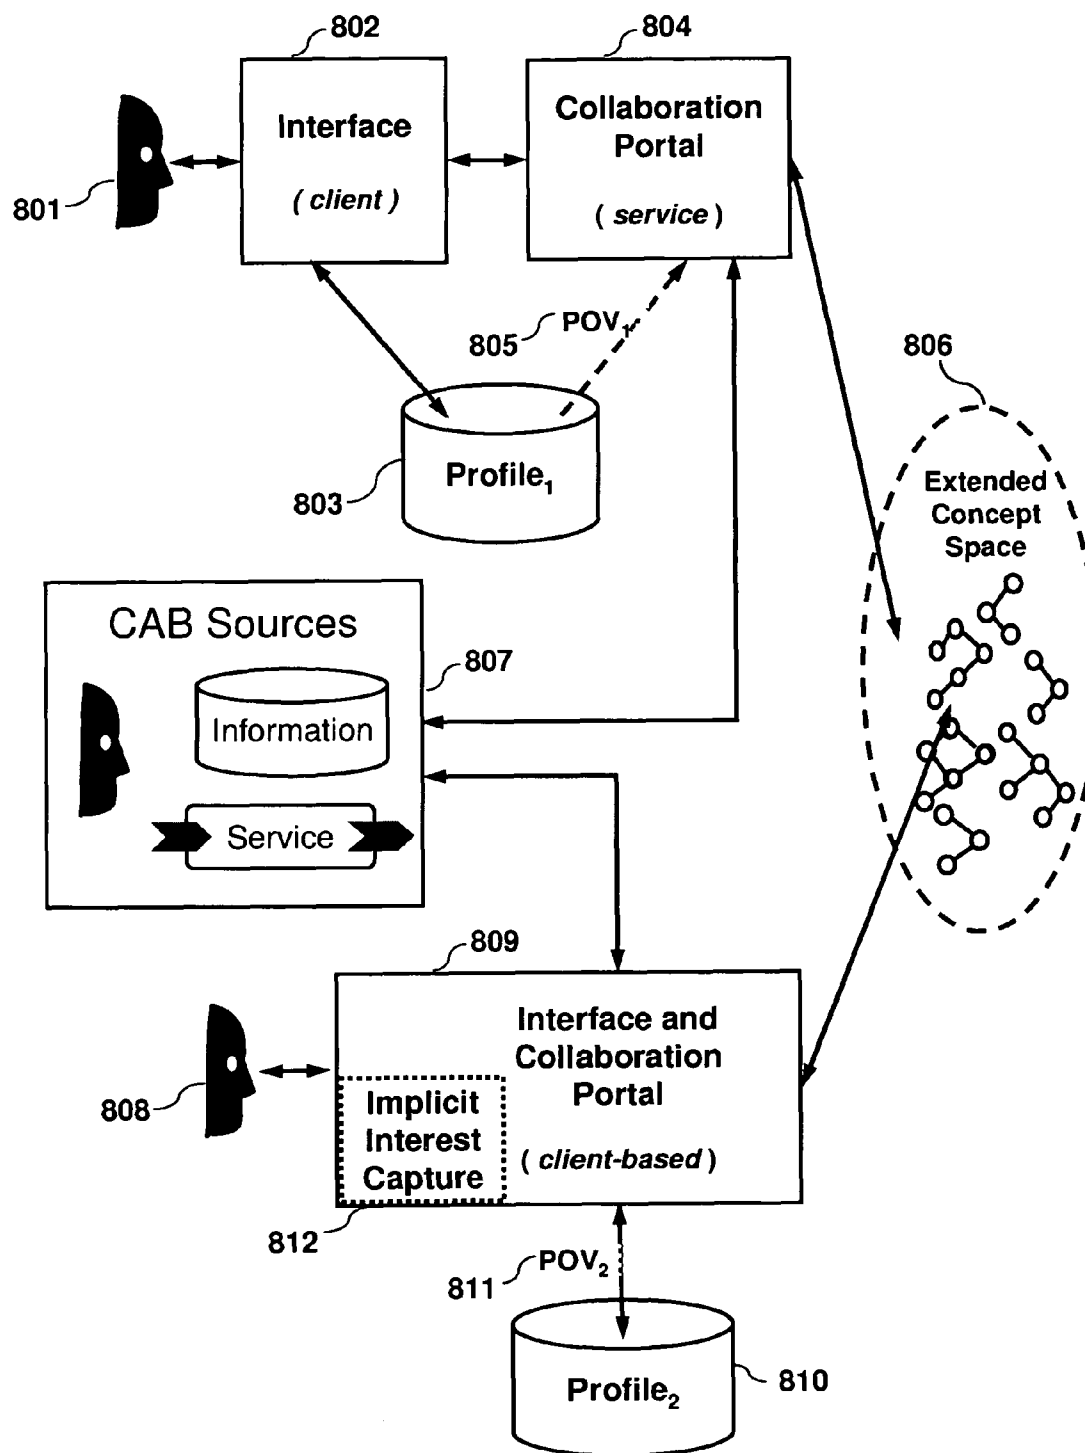 802
804
Interface
( client )
Collaboration
Portal
( service )
801
805
POV1
806
Profile1
803
Extended
Concept
Space
CAB Sources
807
Information
Service
809
Interface and
Collaboration
Portal
( client-based )
808
Implicit
Interest
Capture
812
811
POV2
Profile2
810